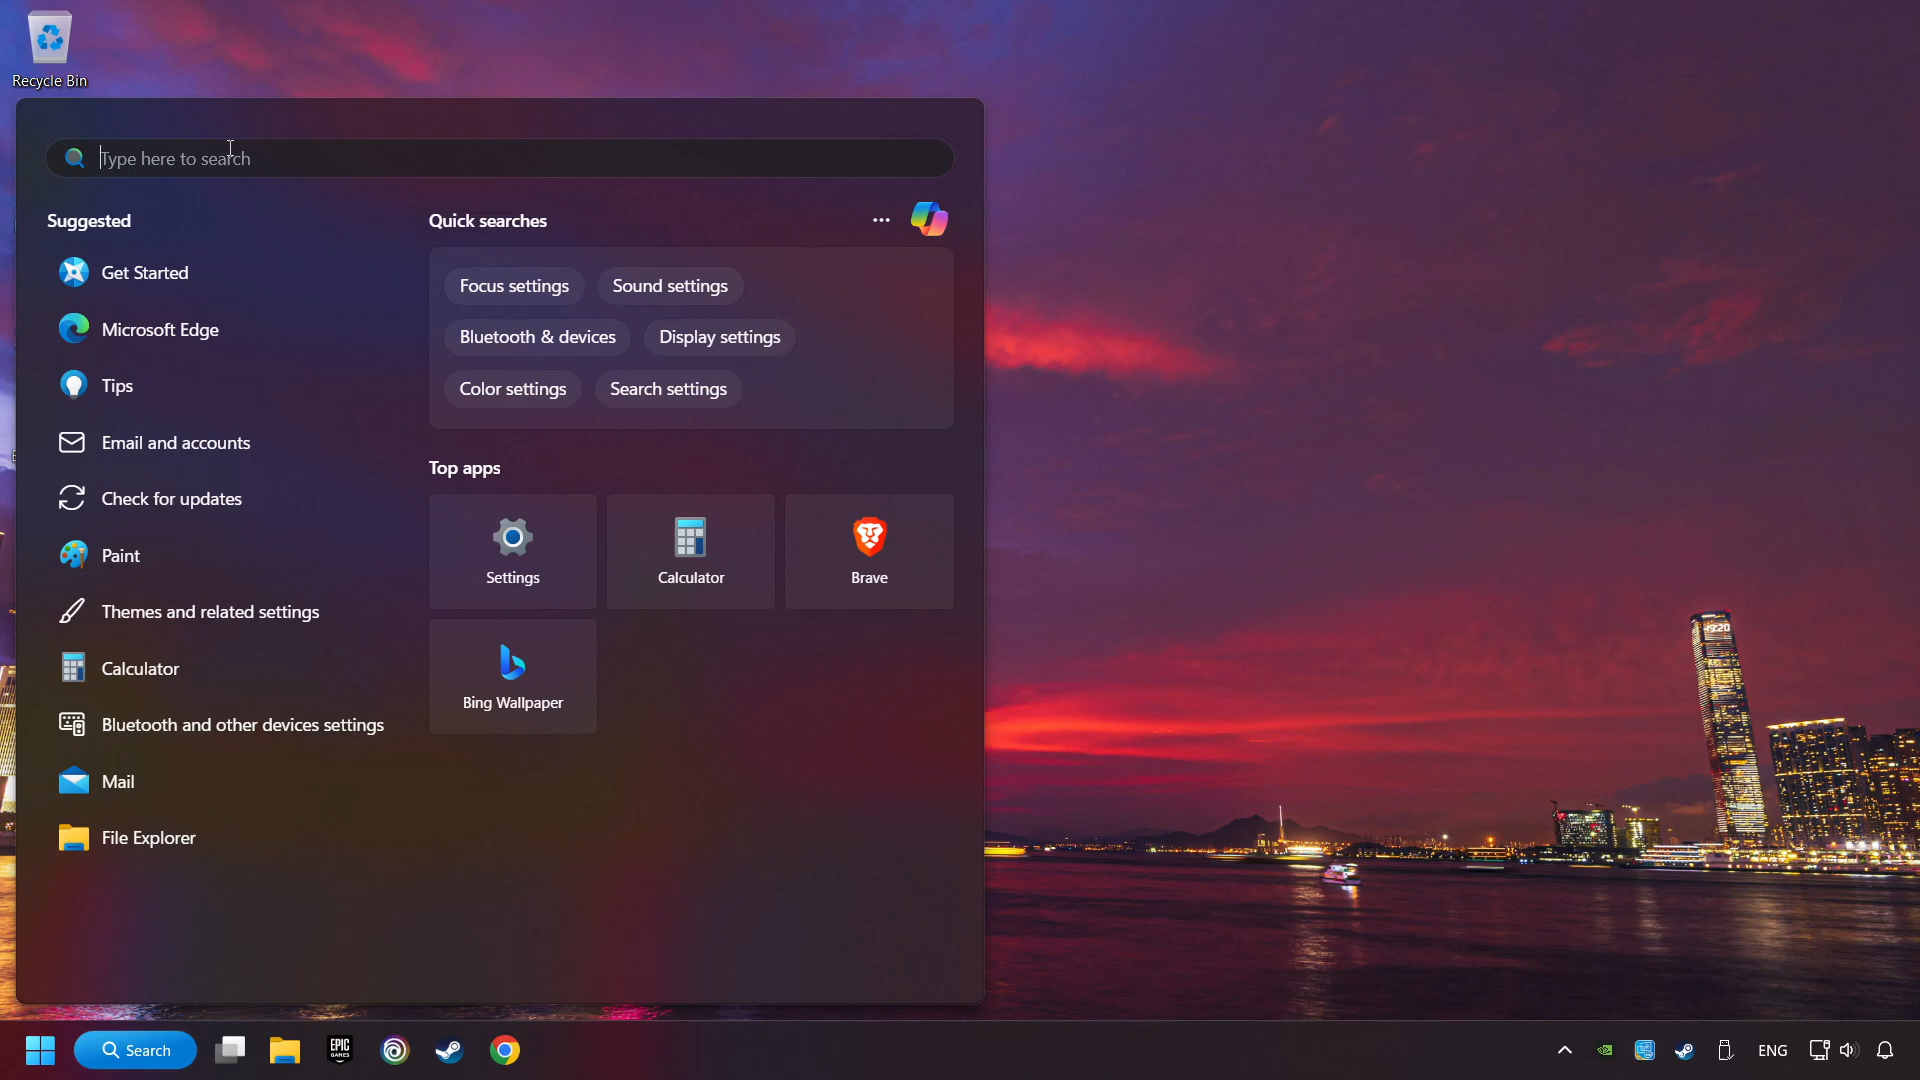 Recycle Bin
Type here to search
Suggested
Get Started
Microsoft Edge
Tips
Email and accounts
Check for updates
Paint
Themes and related settings
Calculator
Bluetooth and other devices settings
Mail
File Explorer
Quick searches
Focus settings
Sound settings
Bluetooth & devices
Display settings
Color settings
Search settings
Top apps
Settings
Calculator
Brave
Bing Wallpaper
Search
EPIC
GAMES
ENG